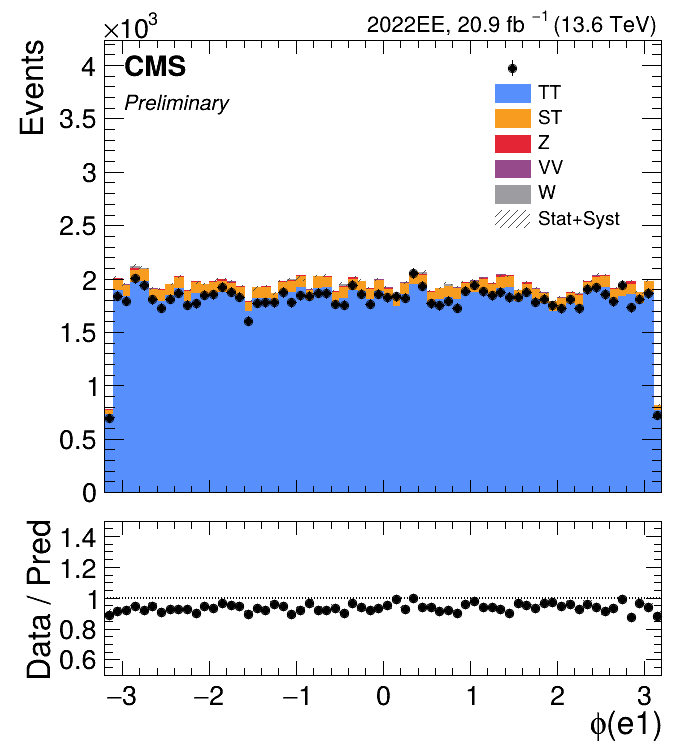 ×10³
2022EE, 20.9 fb⁻¹ (13.6 TeV)
Events
4
3.5
3
2.5
2
1.5
1
0.5
0
CMS
Preliminary
TT
ST
Z
VV
W
Stat+Syst
Data / Pred
1.4
1.2
1
0.8
0.6
−3 −2 −1 0 1 2 3
ϕ(e1)